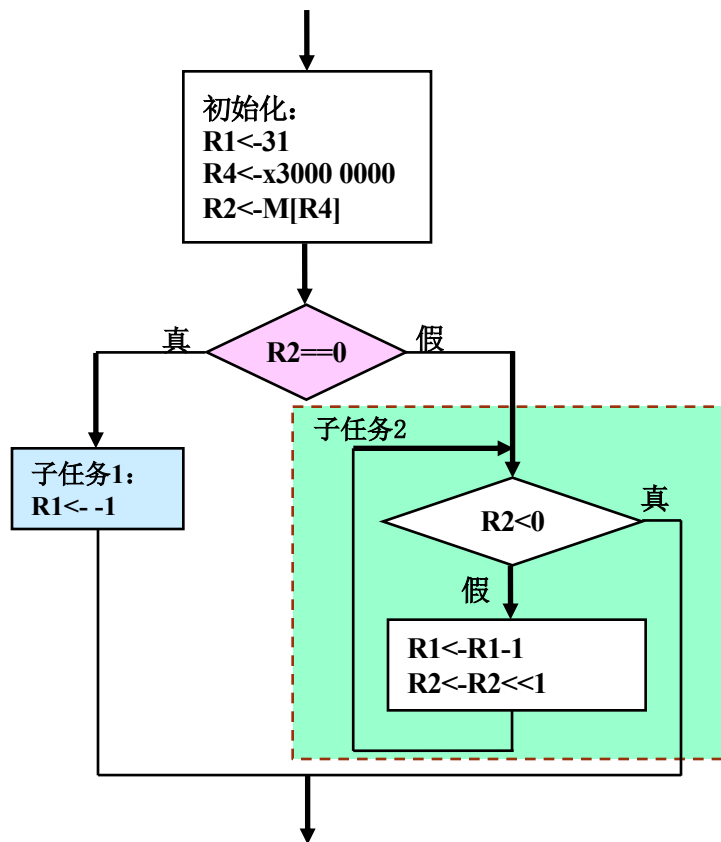 初始化：
R1<-31
R4<-x3000 0000
R2<-M[R4]
真
R2==0
假
子任务2
子任务1：
R1<- -1
R2<0
真
假
R1<-R1-1
R2<-R2<<1